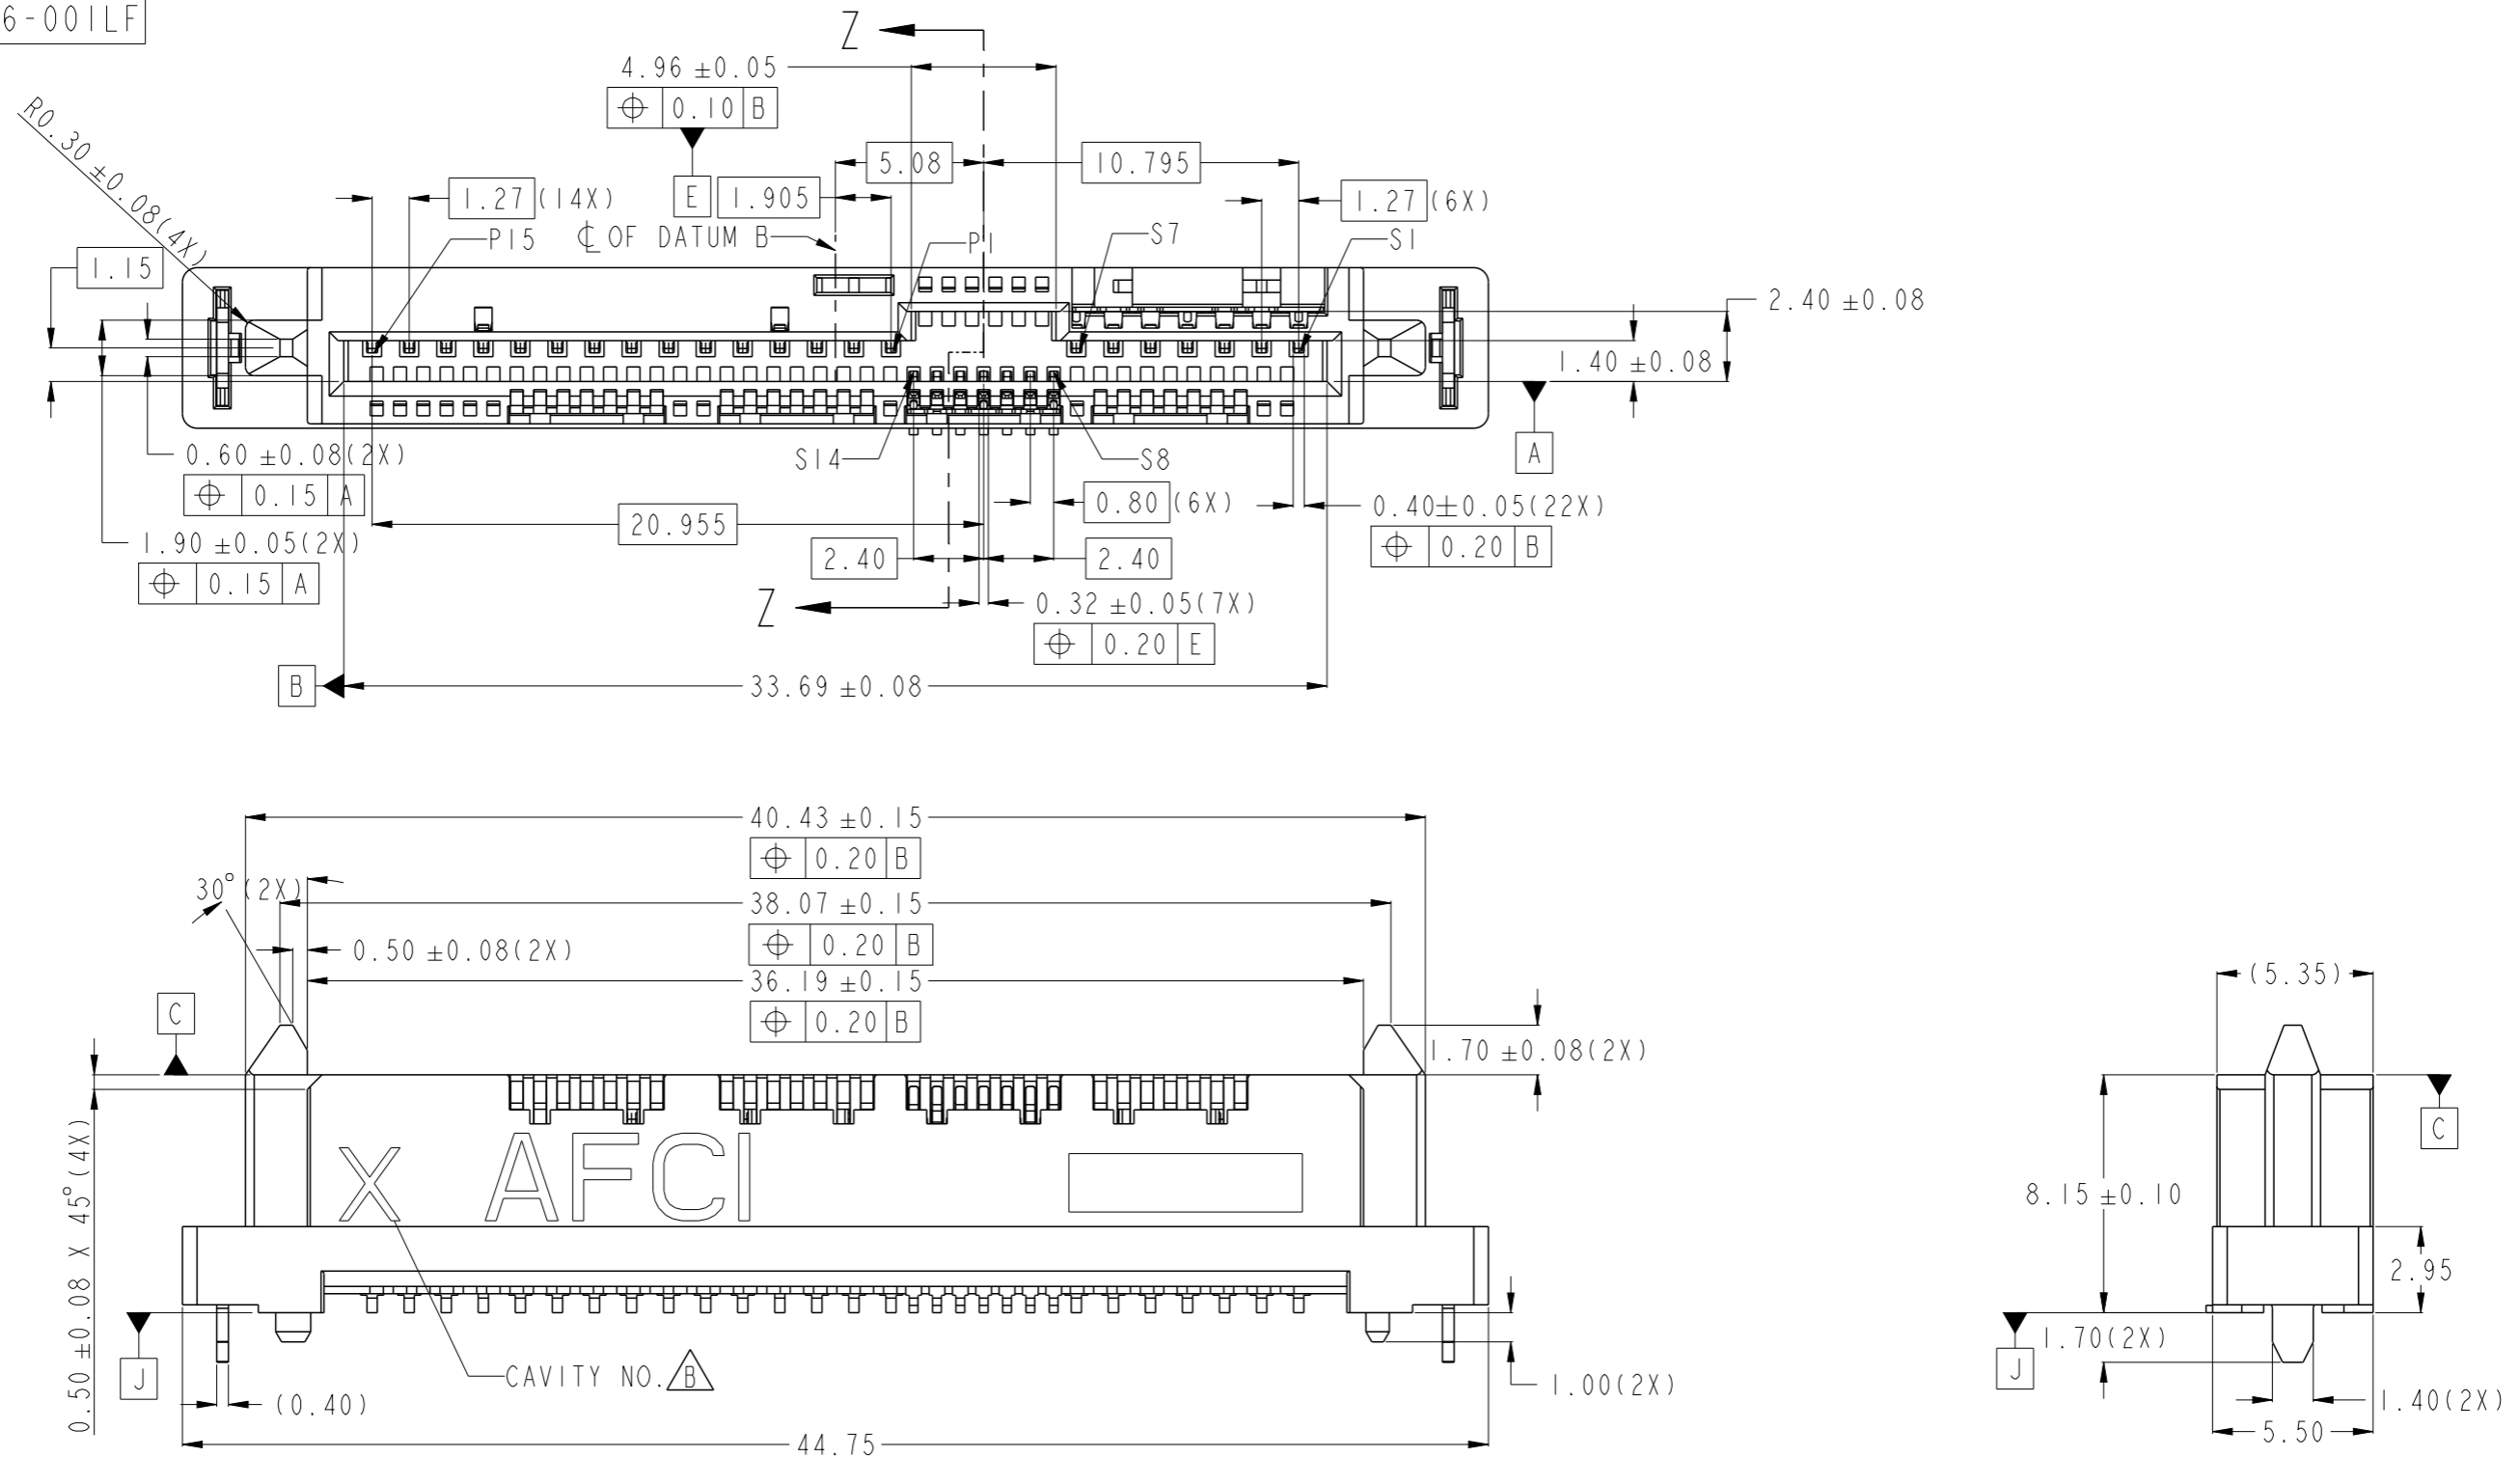 6-001LF
Z
4.96 ±0.05
⌖ 0.10 B
R0.30 ±0.08(4X)
5.08
10.795
E
1.27 (14X)
1.905
1.27 (6X)
P15
℄ OF DATUM B
P1
S7
S1
1.15
2.40 ±0.08
1.40 ±0.08
0.60 ±0.08(2X)
⌖ 0.15 A
S14
S8
A
0.80 (6X)
0.40±0.05(22X)
⌖ 0.20 B
20.955
1.90 ±0.05(2X)
⌖ 0.15 A
2.40
2.40
Z
0.32 ±0.05(7X)
⌖ 0.20 E
B
33.69 ±0.08
40.43 ±0.15
⌖ 0.20 B
30° (2X)
38.07 ±0.15
⌖ 0.20 B
0.50 ±0.08(2X)
36.19 ±0.15
⌖ 0.20 B
C
1.70 ±0.08(2X)
(5.35)
C
0.50 ±0.08 X 45° (4X)
X AFCI
8.15 ±0.10
2.95
J
CAVITY NO. B
(0.40)
1.00(2X)
44.75
J
1.70(2X)
1.40(2X)
5.50